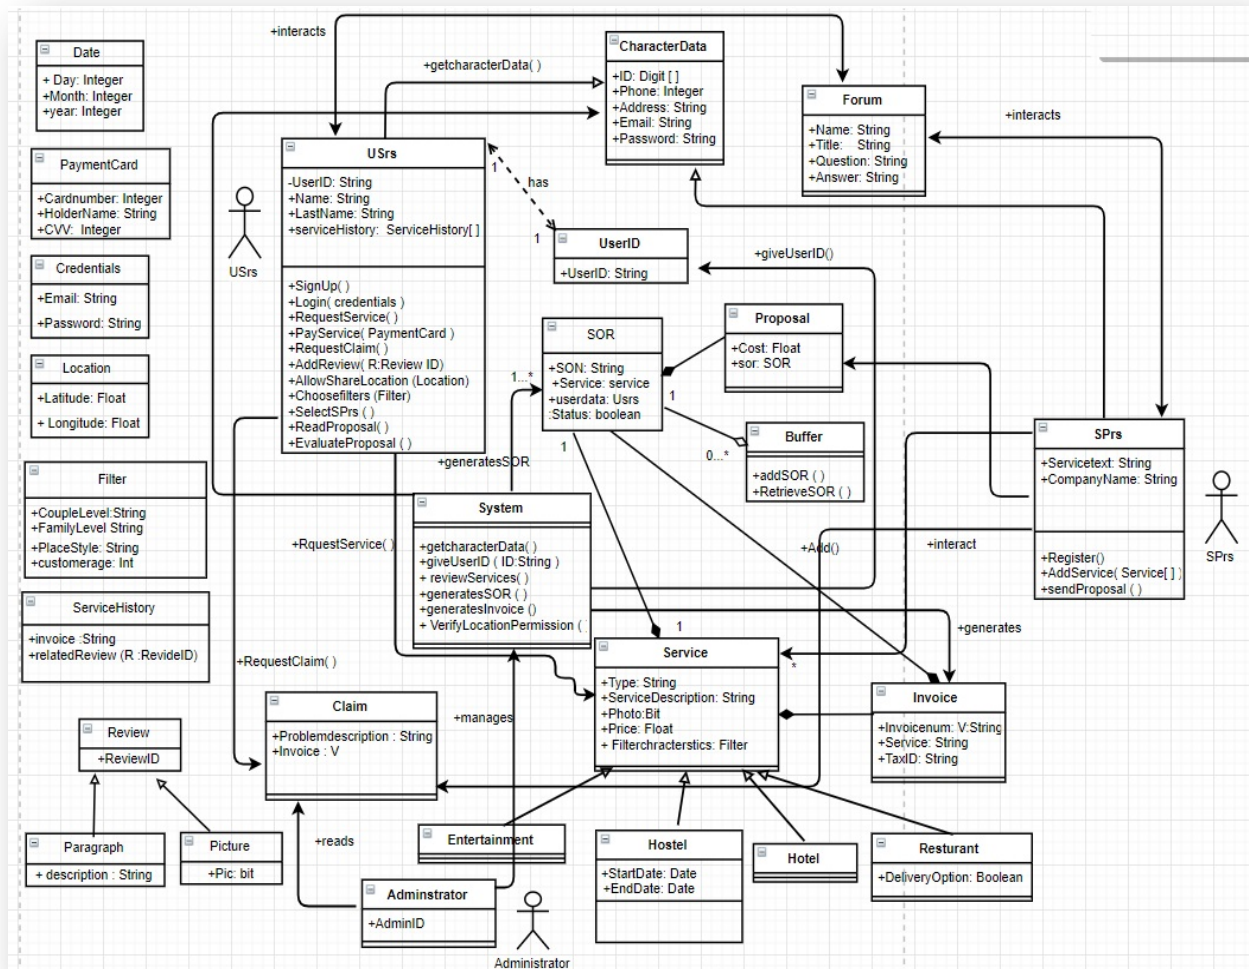 +interacts
CharacterData
+ID: Digif [ ]
+Phone: Integer
+Address: String
+Email: String
+Password: String
+getcharacterData( )
Date
+ Day: Integer
+Month: Integer
+year: Integer
Forum
+Name: String
+Title: String
+Question: String
+Answer: String
+interacts
PaymentCard
+Cardnumber: Integer
+HolderName: String
+CVV: Integer
USrs
-UserID: String
+Name: String
+LastName: String
+serviceHistory: ServiceHistory[ ]
+SignUp( )
+Login( credentials )
+RequestService( )
+PayService( PaymentCard )
+RequestClaim( )
+AddReview( R:Review ID)
+AllowShareLocation (Location)
+Choosefilters (Filter)
+SelectSPrs ( )
+ReadProposal( )
+EvaluateProposal ( )
USrs
1
has
1
UserID
+UserID: String
+giveUserID()
Credentials
+Email: String
+Password: String
Location
+Latitude: Float
+ Longitude: Float
Filter
+CoupleLevel:String
+FamilyLevel String
+PlaceStyle: String
+customerage: Int
ServiceHistory
+invoice :String
+relatedReview (R :RevideID)
SOR
+SON: String
+Service: service
+userdata: Usrs
:Status: boolean
1...*
1
1
Proposal
+Cost: Float
+sor: SOR
Buffer
+addSOR ( )
+RetrieveSOR ( )
0...*
SPrs
+Servicetext: String
+CompanyName: String
+Register()
+AddService( Service[ ] )
+sendProposal ( )
SPrs
+generatesSOR
System
+getcharacterData( )
+giveUserID ( ID:String )
+ reviewServices( )
+generatesSOR ( )
+generatesInvoice ()
+ VerifyLocationPermission (
+RquestService( )
+Add()
+interact
+generates
1
*
Service
+Type: String
+ServiceDescription: String
+Photo:Bit
+Price: Float
+ Filterchracterstics: Filter
Invoice
+Invoicenum: V:String
+Service: String
+TaxID: String
+RequestClaim( )
Claim
+Problemdescription : String
+Invoice : V
+manages
Review
+ReviewID
Paragraph
+ description : String
Picture
+Pic: bit
+reads
Entertainment
Hostel
+StartDate: Date
+EndDate: Date
Hotel
Resturant
+DeliveryOption: Boolean
Adminstrator
+AdminID
Administrator